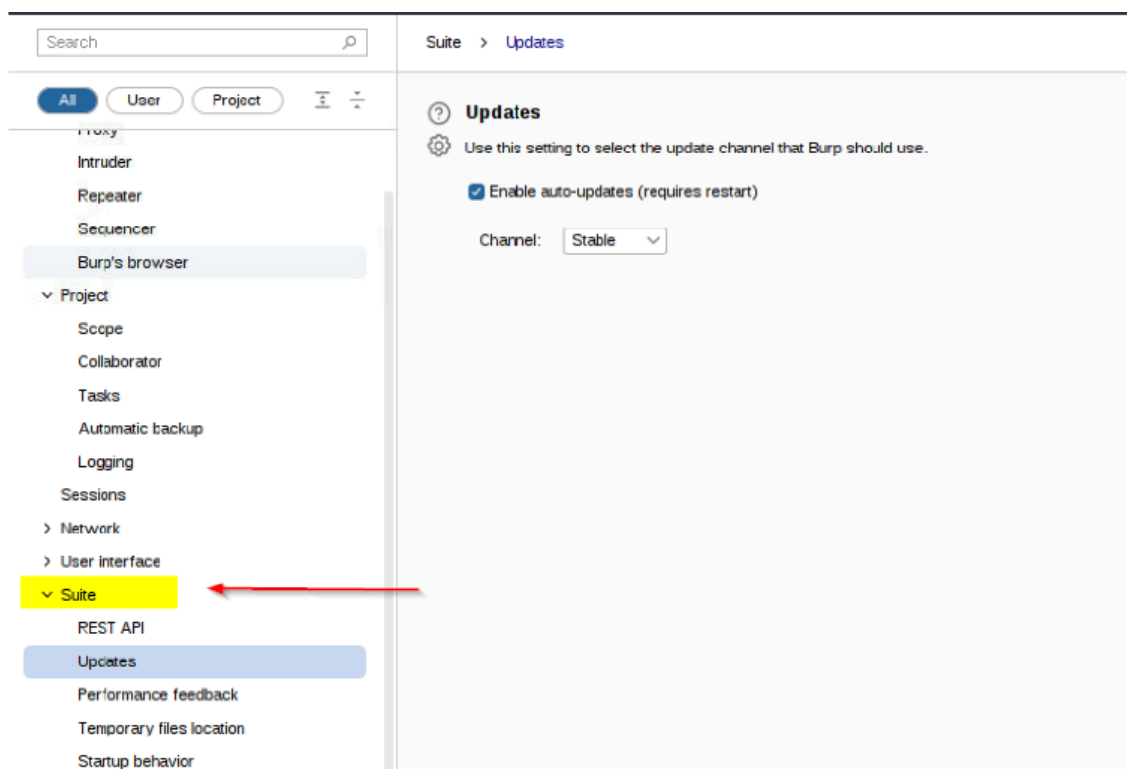 Search
All User Project
Proxy
Intruder
Repeater
Sequencer
Burp's browser
Project
Scope
Collaborator
Tasks
Automatic backup
Logging
Sessions
Network
User interface
Suite
REST API
Updates
Performance feedback
Temporary files location
Startup behavior
Suite > Updates
Updates
Use this setting to select the update channel that Burp should use.
Enable auto-updates (requires restart)
Channel: Stable